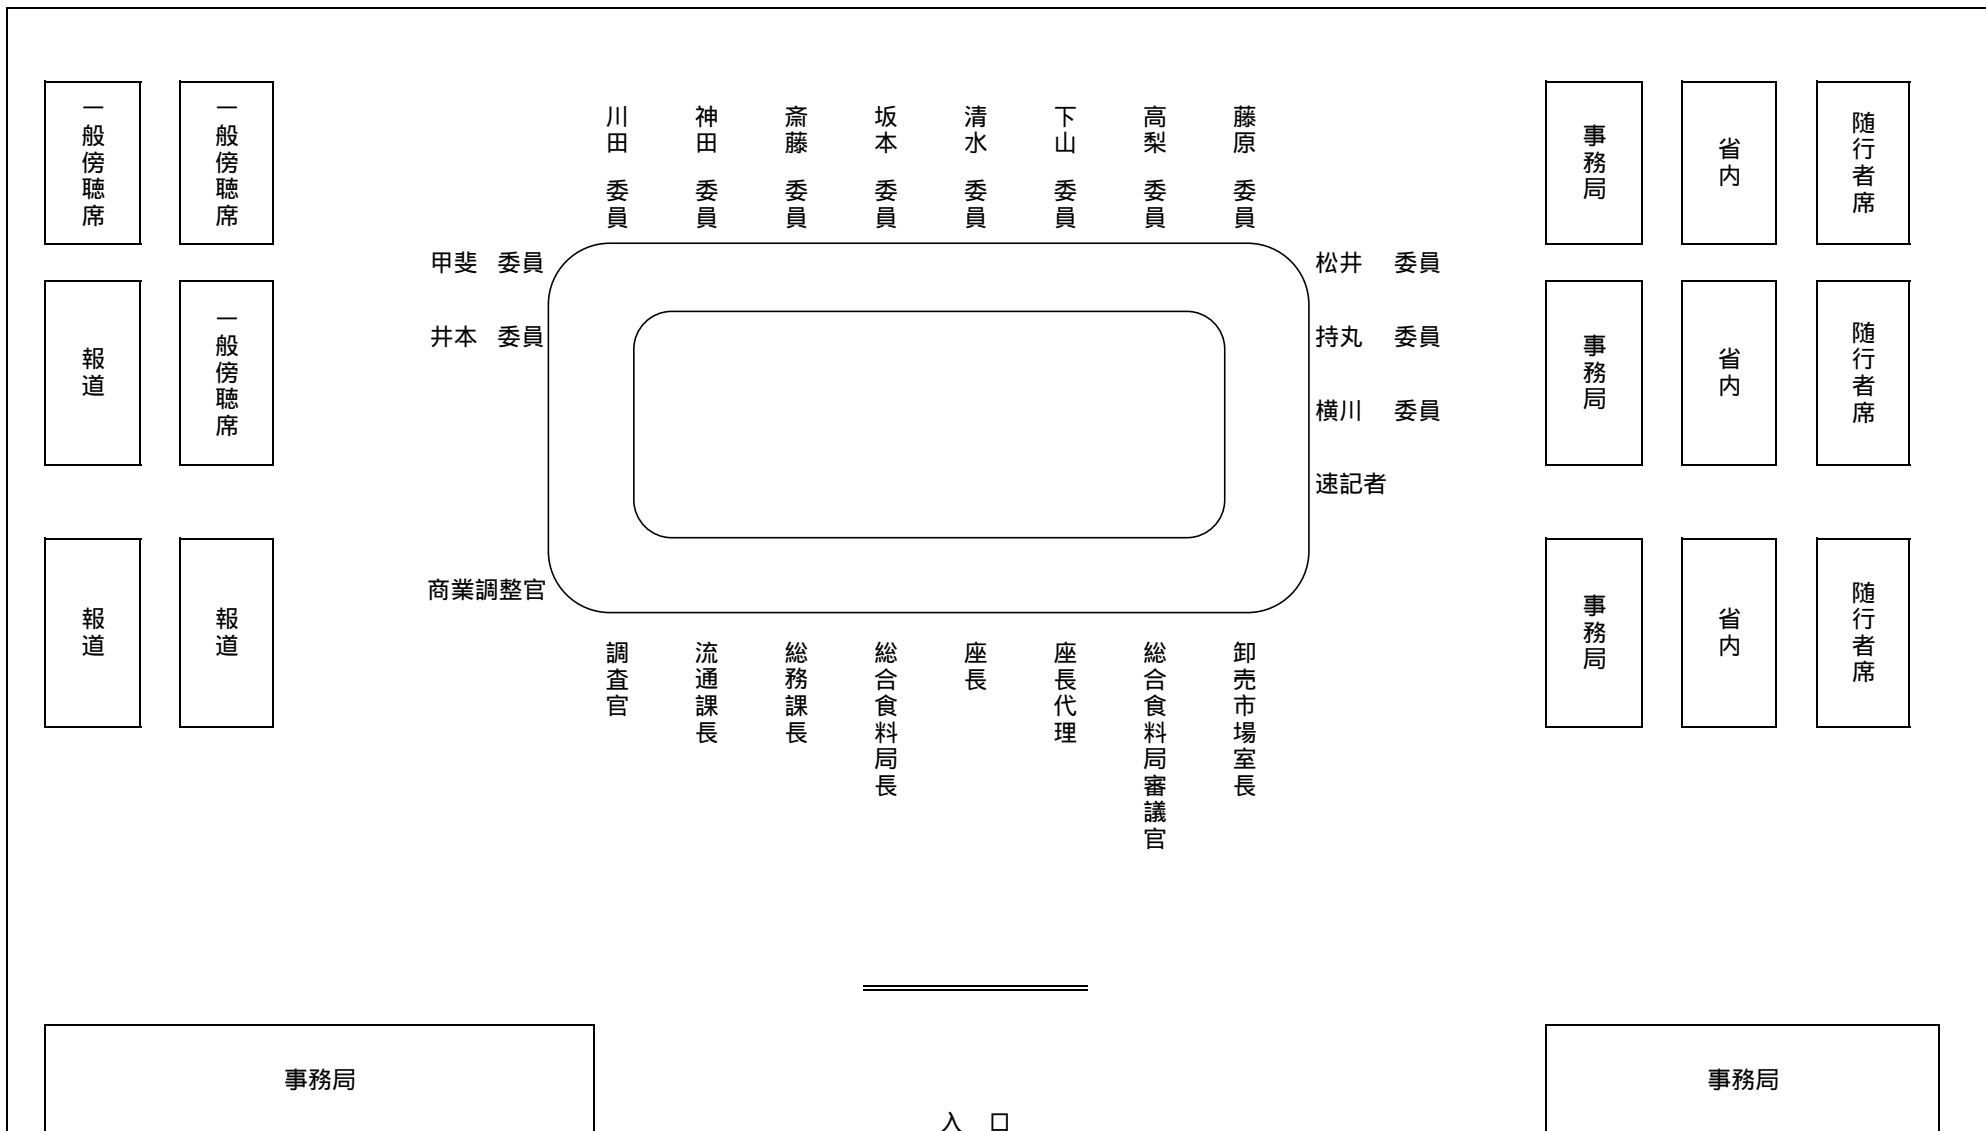 一般傍聴席
一般傍聴席
川田 委員
神田 委員
斎藤 委員
坂本 委員
清水 委員
下山 委員
高梨 委員
藤原 委員
事務局
省内
随行者席
甲斐 委員
松井 委員
報道
一般傍聴席
井本 委員
持丸 委員
横川 委員
速記者
事務局
省内
随行者席
商業調整官
報道
報道
調査官
流通課長
総務課長
総合食料局長
座長
座長代理
総合食料局審議官
卸売市場室長
事務局
省内
随行者席
事務局
入 口
事務局